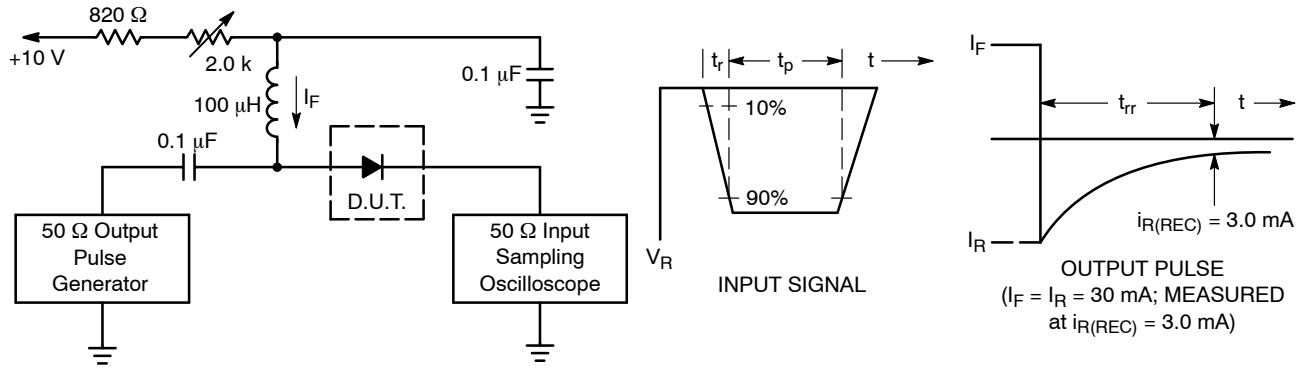 820 Ω
+10 V
2.0 k
100 μH
I_F
0.1 μF
0.1 μF
D.U.T.
50 Ω Output
Pulse
Generator
50 Ω Input
Sampling
Oscilloscope
t_r
t_p
t
10%
90%
V_R
INPUT SIGNAL
I_F
t_rr
t
i_R(REC) = 3.0 mA
I_R
OUTPUT PULSE
(I_F = I_R = 30 mA; MEASURED
at i_R(REC) = 3.0 mA)